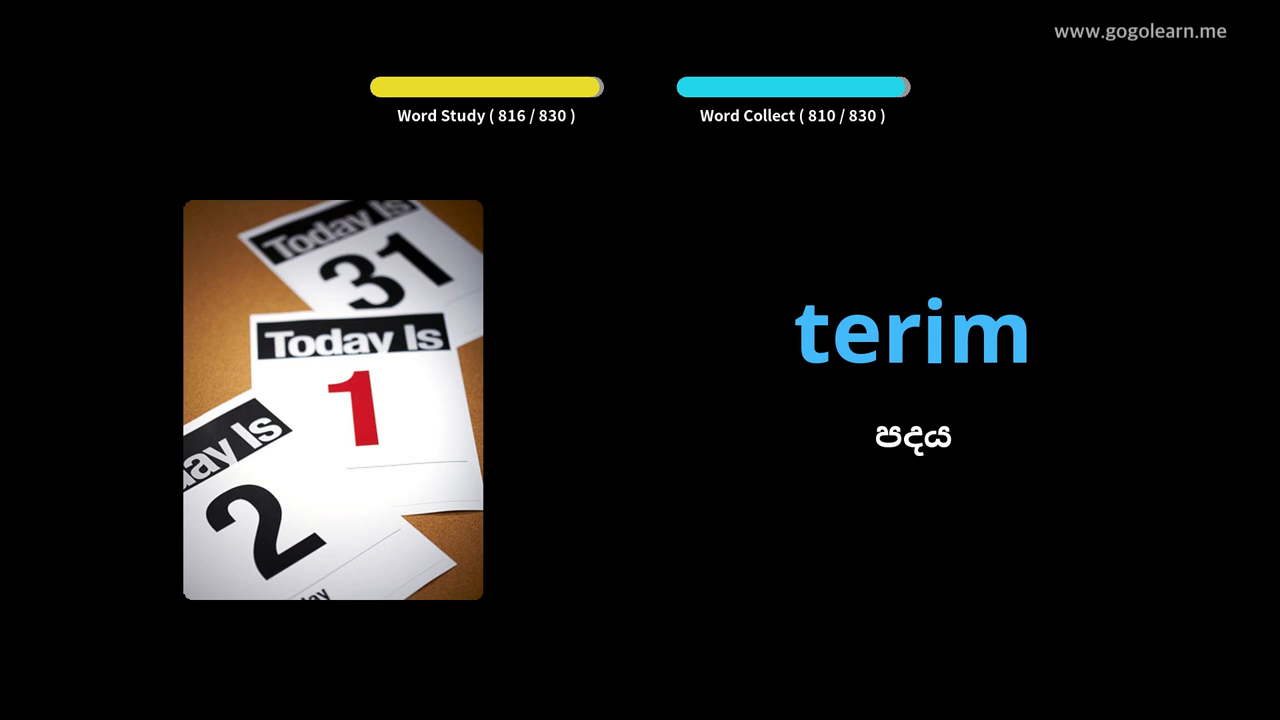 www.gogolearn.me
Word Study ( 816 / 830 )
Word Collect ( 810 / 830 )
Today Is
31
Today Is
1
ay Is
2
terim
පදය